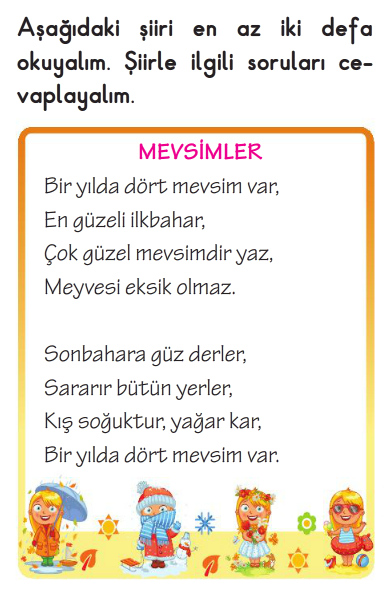 Aşağıdaki şiiri en az iki defa
okuyalım. Şiirle ilgili soruları ce-
vaplayalım.
MEVSİMLER
Bir yılda dört mevsim var,
En güzeli ilkbahar,
Çok güzel mevsimdir yaz,
Meyvesi eksik olmaz.
Sonbahara güz derler,
Sararır bütün yerler,
Kış soğuktur, yağar kar,
Bir yılda dört mevsim var.